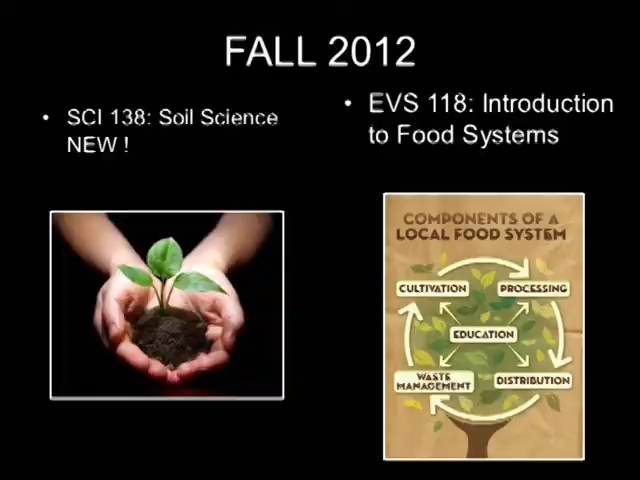 FALL 2012
• SCI 138: Soil Science
NEW !
• EVS 118: Introduction
to Food Systems
COMPONENTS OF A
LOCAL FOOD SYSTEM
CULTIVATION
PROCESSING
EDUCATION
WASTE
MANAGEMENT
DISTRIBUTION